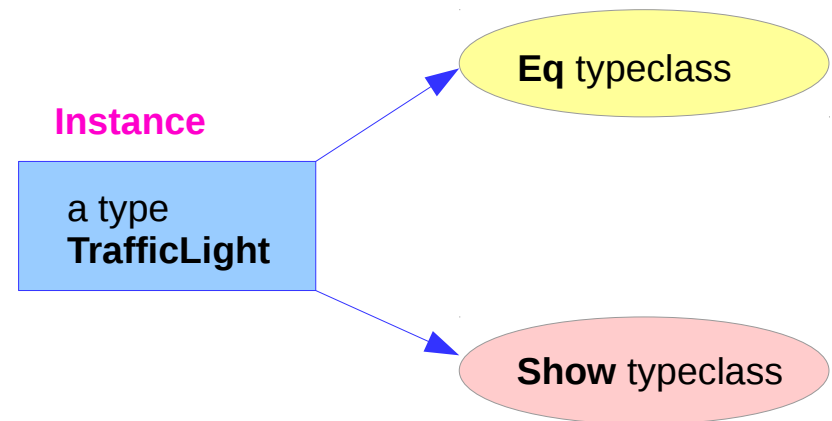 Eq typeclass
Instance
a type
TrafficLight
Show typeclass